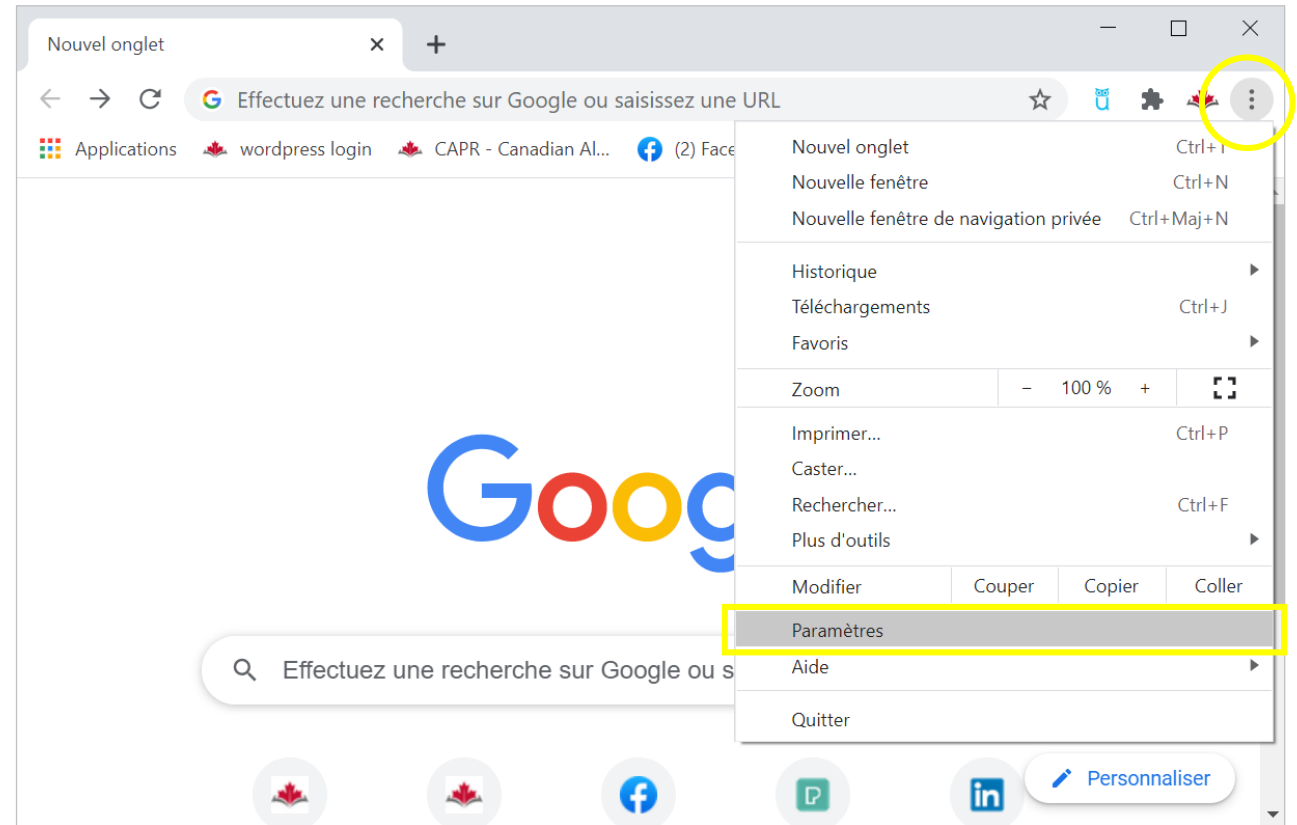 Nouvel onglet
Effectuez une recherche sur Google ou saisissez une URL
Applications wordpress login CAPR - Canadian Al... (2) Face
Nouvel onglet Ctrl+T
Nouvelle fenêtre Ctrl+N
Nouvelle fenêtre de navigation privée Ctrl+Maj+N
Historique
Téléchargements Ctrl+J
Favoris
Zoom - 100 % +
Imprimer... Ctrl+P
Caster...
Rechercher... Ctrl+F
Plus d'outils
Modifier Couper Copier Coller
Paramètres
Aide
Quitter
Goog
Effectuez une recherche sur Google ou s
Personnaliser